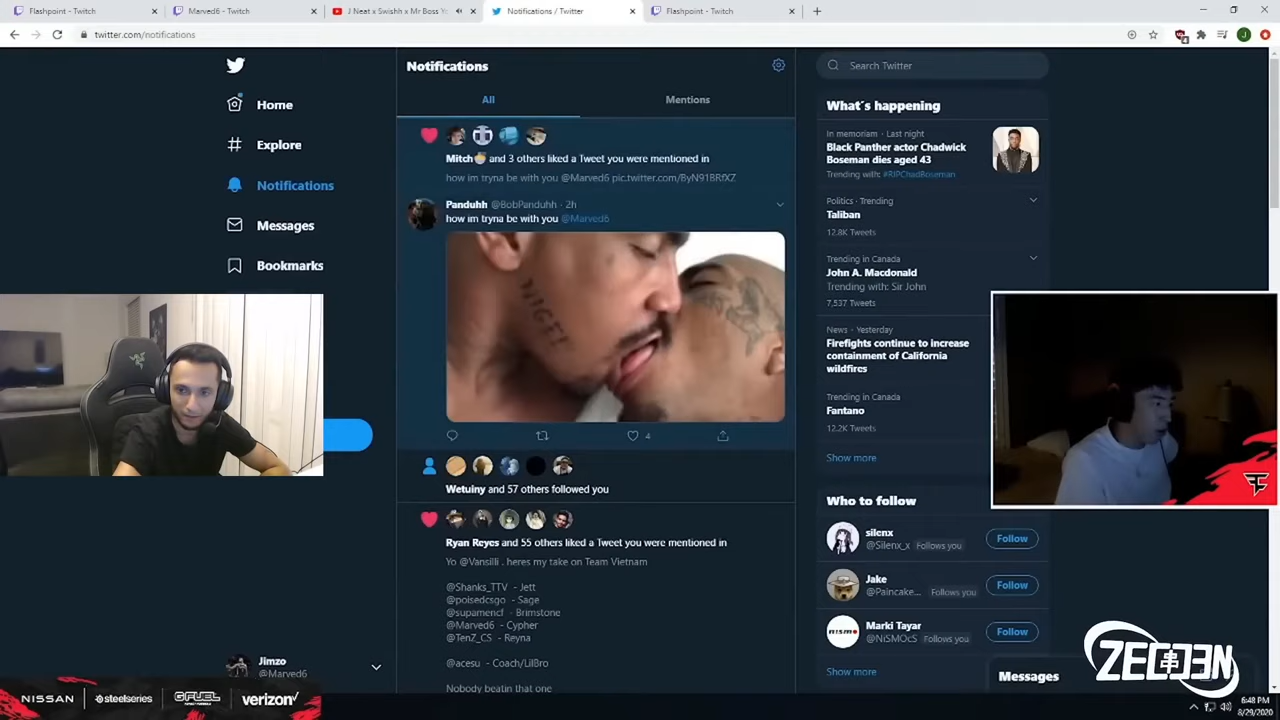 Flashpoint - Twitch
Marved6 - Twitch
J Neat x Swishh x Mr Boss Yo
Notifications / Twitter
Flashpoint - Twitch
twitter.com/notifications
Home
Explore
Notifications
Messages
Bookmarks
Jimzo
@Marved6
NISSAN
steelseries
GFUEL
verizon
Notifications
All
Mentions
Mitch and 3 others liked a Tweet you were mentioned in
how im tryna be with you @Marved6 pic.twitter.com/ByN91BRfXZ
Panduhh @BobPanduhh · 2h
how im tryna be with you @Marved6
4
Wetuiny and 57 others followed you
Ryan Reyes and 55 others liked a Tweet you were mentioned in
Yo @Vansilli . heres my take on Team Vietnam
@Shanks_TTV - Jett
@poisedcsgo - Sage
@supamencf - Brimstone
@Marved6 - Cypher
@TenZ_CS - Reyna
@acesu - Coach/LilBro
Nobody beatin that one
Search Twitter
What's happening
In memoriam · Last night
Black Panther actor Chadwick
Boseman dies aged 43
Trending with: #RIPChadBoseman
Politics · Trending
Taliban
12.8K Tweets
Trending in Canada
John A. Macdonald
Trending with: Sir John
7,537 Tweets
News · Yesterday
Firefights continue to increase
containment of California
wildfires
Trending in Canada
Fantano
12.2K Tweets
Show more
Who to follow
silenx
@Silenx_x Follows you
Follow
Jake
@Paincake... Follows you
Follow
Marki Tayar
@NiSMOcS Follows you
Follow
Show more
Messages
ZECDEN
6:48 PM
8/29/2020